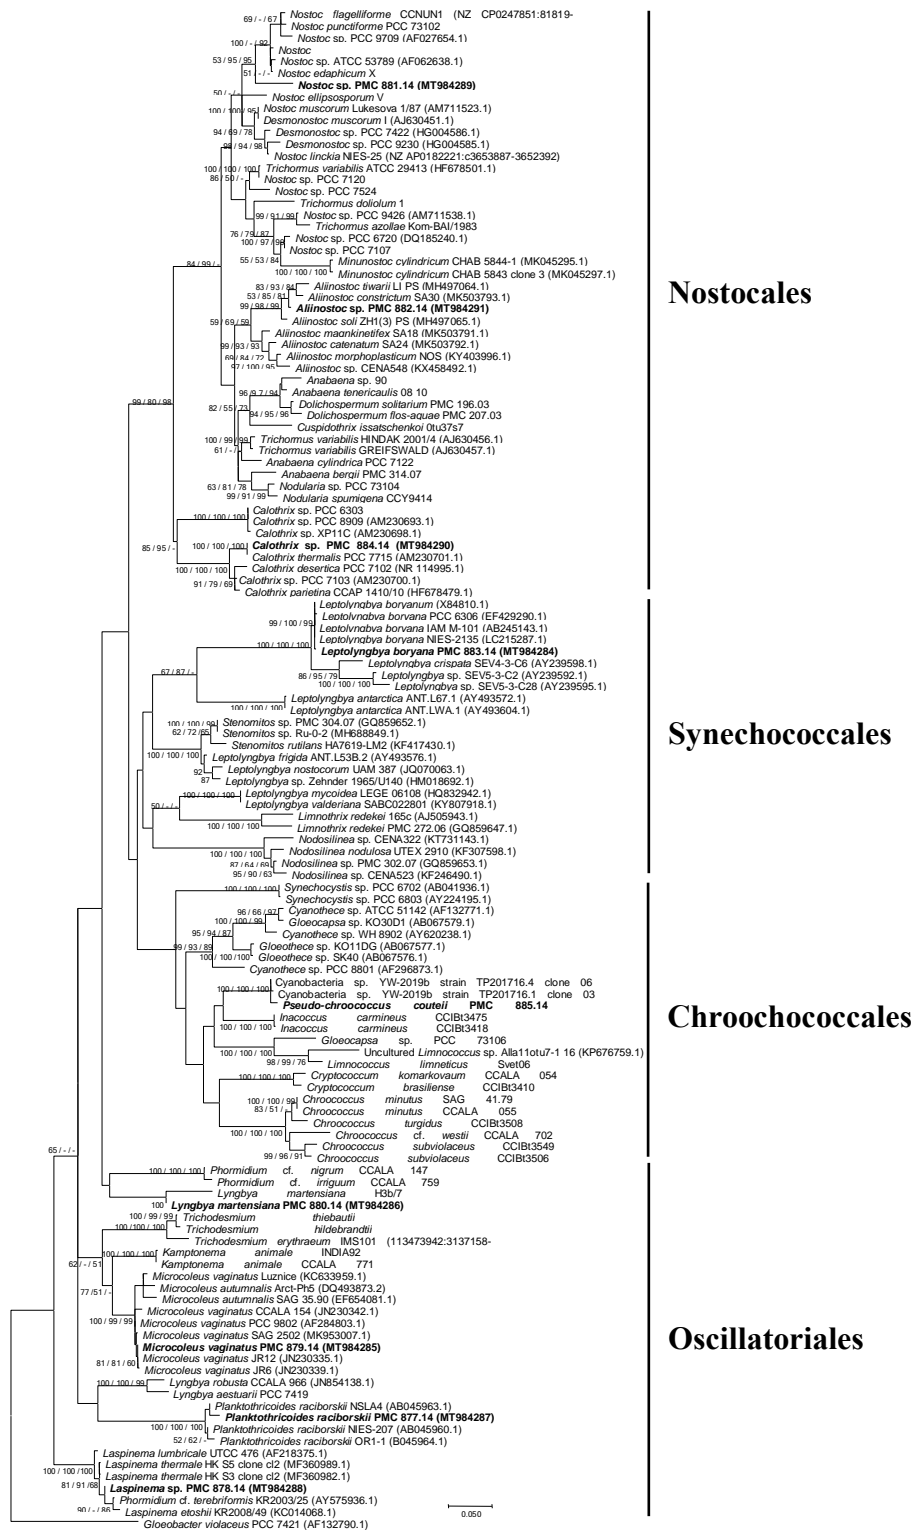 Nostoc flagelliforme CCNUN1 (NZ CP0247851:81819-
69 / - / 67
Nostoc punctiforme PCC 73102
Nostoc sp. PCC 9709 (AF027654.1)
100 / - / 92
Nostoc
53 / 95 / 95
Nostoc sp. ATCC 53789 (AF062638.1)
51 / - / -
Nostoc edaphicum X
Nostoc sp. PMC 881.14 (MT984289)
50 / - / -
Nostoc ellipsosporum V
Nostoc muscorum Lukesova 1/87 (AM711523.1)
100 / 100 / 95
Desmonostoc muscorum I (AJ630451.1)
94 / 69 / 78
Desmonostoc sp. PCC 7422 (HG004586.1)
Desmonostoc sp. PCC 9230 (HG004585.1)
98 / 94 / 98
Nostoc linckia NIES-25 (NZ AP0182221:c3653887-3652392)
100 / 100 / 100
Trichormus variabilis ATCC 29413 (HF678501.1)
86 / 50 / -
Nostoc sp. PCC 7120
Nostoc sp. PCC 7524
Trichormus doliolum 1
99 / 91 / 99
Nostoc sp. PCC 9426 (AM711538.1)
Trichormus azollae Kom-BAI/1983
76 / 79 / 87
Nostoc sp. PCC 6720 (DQ185240.1)
Nostoc sp. PCC 7107
55 / 53 / 84
Minunostoc cylindricum CHAB 5844-1 (MK045295.1)
84 / 99 / -
100 / 100 / 100
Minunostoc cylindricum CHAB 5843 clone 3 (MK045297.1)
83 / 93 / 84
Aliinostoc tiwarii LI PS (MH497064.1)
53 / 85 / 81
Aliinostoc constrictum SA30 (MK503793.1)
99 / 98 / 99
Aliinostoc sp. PMC 882.14 (MT984291)
Nostocales
59 / 69 / 59
Aliinostoc soli ZH1(3) PS (MH497065.1)
Aliinostoc magnkinetifex SA18 (MK503791.1)
99 / 93 / 93
Aliinostoc catenatum SA24 (MK503792.1)
69 / 84 / 72
Aliinostoc morphoplasticum NOS (KY403996.1)
97 / 100 / 95
Aliinostoc sp. CENA548 (KX458492.1)
Anabaena sp. 90
96 / 9.7 / 94
Anabaena tenericaulis 08 10
99 / 80 / 98
82 / 55 / 73
Dolichospermum solitarium PMC 196.03
94 / 95 / 96
Dolichospermum flos-aquae PMC 207.03
Cuspidothrix issatschenkoi 0tu37s7
100 / 99 / 99
Trichormus variabilis HINDAK 2001/4 (AJ630456.1)
61 / - / -
Trichormus variabilis GREIFSWALD (AJ630457.1)
Anabaena cylindrica PCC 7122
Anabaena bergii PMC 314.07
63 / 81 / 78
Nodularia sp. PCC 73104
99 / 91 / 99
Nodularia spumigena CCY9414
Calothrix sp. PCC 6303
100 / 100 / 100
Calothrix sp. PCC 8909 (AM230693.1)
Calothrix sp. XP11C (AM230698.1)
85 / 95 / -
100 / 100 / 100
Calothrix sp. PMC 884.14 (MT984290)
Calothrix thermalis PCC 7715 (AM230701.1)
100 / 100 / 100
Calothrix desertica PCC 7102 (NR 114995.1)
91 / 79 / 69
Calothrix sp. PCC 7103 (AM230700.1)
Calothrix parietina CCAP 1410/10 (HF678479.1)
Leptolyngbya boryanum (X84810.1)
Leptolyngbya boryana PCC 6306 (EF429290.1)
99 / 100 / 99
Leptolyngbya boryana IAM M-101 (AB245143.1)
Leptolyngbya boryana NIES-2135 (LC215287.1)
100 / 100 / 100
Leptolyngbya boryana PMC 883.14 (MT984284)
Leptolyngbya crispata SEV4-3-C6 (AY239598.1)
67 / 87 / -
86 / 95 / 79
Leptolyngbya sp. SEV5-3-C2 (AY239592.1)
100 / 100 / 100
Leptolyngbya sp. SEV5-3-C28 (AY239595.1)
Leptolyngbya antarctica ANT.L67.1 (AY493572.1)
100 / 100 / 100
Leptolyngbya antarctica ANT.LWA.1 (AY493604.1)
100 / 100 / 99
Stenomitos sp. PMC 304.07 (GQ859652.1)
62 / 72 / 65
Stenomitos sp. Ru-0-2 (MH688849.1)
Synechococcales
Stenomitos rutilans HA7619-LM2 (KF417430.1)
100 / 100 / 100
Leptolyngbya frigida ANT.L53B.2 (AY493576.1)
92
Leptolyngbya nostocorum UAM 387 (JQ070063.1)
87
Leptolyngbya sp. Zehnder 1965/U140 (HM018692.1)
100 / 100 / 100
Leptolyngbya mycoidea LEGE 06108 (HQ832942.1)
50 / - / -
Leptolyngbya valderiana SABC022801 (KY807918.1)
Limnothrix redekei 165c (AJ505943.1)
100 / 100 / 100
Limnothrix redekei PMC 272.06 (GQ859647.1)
Nodosilinea sp. CENA322 (KT731143.1)
100 / 100 / 100
Nodosilinea nodulosa UTEX 2910 (KF307598.1)
87 / 64 / 69
Nodosilinea sp. PMC 302.07 (GQ859653.1)
95 / 90 / 63
Nodosilinea sp. CENA523 (KF246490.1)
100 / 100 / 100
Synechocystis sp. PCC 6702 (AB041936.1)
Synechocystis sp. PCC 6803 (AY224195.1)
96 / 66 / 97
Cyanothece sp. ATCC 51142 (AF132771.1)
100 / 100 / 99
Gloeocapsa sp. KO30D1 (AB067579.1)
95 / 94 / 87
Cyanothece sp. WH 8902 (AY620238.1)
99 / 93 / 89
Gloeothece sp. KO11DG (AB067577.1)
100 / 100 / 100
Gloeothece sp. SK40 (AB067576.1)
Cyanothece sp. PCC 8801 (AF296873.1)
Cyanobacteria sp. YW-2019b strain TP201716.4 clone 06
100 / 100 / 100
Cyanobacteria sp. YW-2019b strain TP201716.1 clone 03
Pseudo-chroococcus couteii PMC 885.14
Chroochococcales
Inacoccus carmineus CCIBt3475
100 / 100 / 100
Inacoccus carmineus CCIBt3418
Gloeocapsa sp. PCC 73106
Uncultured Limnococcus sp. Alla11otu7-1 16 (KP676759.1)
98 / 99 / 76
Limnococcus limneticus Svet06
100 / 100 / 100
Cryptococcum komarkovaum CCALA 054
Cryptococcum brasiliense CCIBt3410
100 / 100 / 99
Chroococcus minutus SAG 41.79
83 / 51 / -
Chroococcus minutus CCALA 055
Chroococcus turgidus CCIBt3508
100 / 100 / 100
Chroococcus cf. westii CCALA 702
Chroococcus subviolaceus CCIBt3549
65 / - / -
99 / 96 / 91
Chroococcus subviolaceus CCIBt3506
100 / 100 / 100
Phormidium cf. nigrum CCALA 147
Phormidium cf. irriguum CCALA 759
Lyngbya martensiana H3b/7
100
Lyngbya martensiana PMC 880.14 (MT984286)
100 / 99 / 99
Trichodesmium thiebautii
100 / 100 / 100
Trichodesmium hildebrandtii
Trichodesmium erythraeum IMS101 (113473942:3137158-
100 / 100 / 100
Kamptonema animale INDIA92
62 / - / 51
Kamptonema animale CCALA 771
Microcoleus vaginatus Luznice (KC633959.1)
77 / 51 / -
Microcoleus autumnalis Arct-Ph5 (DQ493873.2)
Microcoleus autumnalis SAG 35.90 (EF654081.1)
Microcoleus vaginatus CCALA 154 (JN230342.1)
100 / 99 / 99
Microcoleus vaginatus PCC 9802 (AF284803.1)
Microcoleus vaginatus SAG 2502 (MK953007.1)
Oscillatoriales
Microcoleus vaginatus PMC 879.14 (MT984285)
Microcoleus vaginatus JR12 (JN230335.1)
81 / 81 / 60
Microcoleus vaginatus JR6 (JN230339.1)
100 / 100 / 99
Lyngbya robusta CCALA 966 (JN854138.1)
Lyngbya aestuarii PCC 7419
Planktothricoides raciborskii NSLA4 (AB045963.1)
Planktothricoides raciborskii PMC 877.14 (MT984287)
100 / 100 / 100
Planktothricoides raciborskii NIES-207 (AB045960.1)
52 / 62 / -
Planktothricoides raciborskii OR1-1 (B045964.1)
Laspinema lumbricale UTCC 476 (AF218375.1)
Laspinema thermale HK S5 clone cl2 (MF360989.1)
100 / 100 / 100
Laspinema thermale HK S3 clone cl2 (MF360982.1)
81 / 91 / 68
Laspinema sp. PMC 878.14 (MT984288)
Phormidium cf. terebriformis KR2003/25 (AY575936.1)
90 / - / 86
Laspinema etoshii KR2008/49 (KC014068.1)
0.050
Gloeobacter violaceus PCC 7421 (AF132790.1)